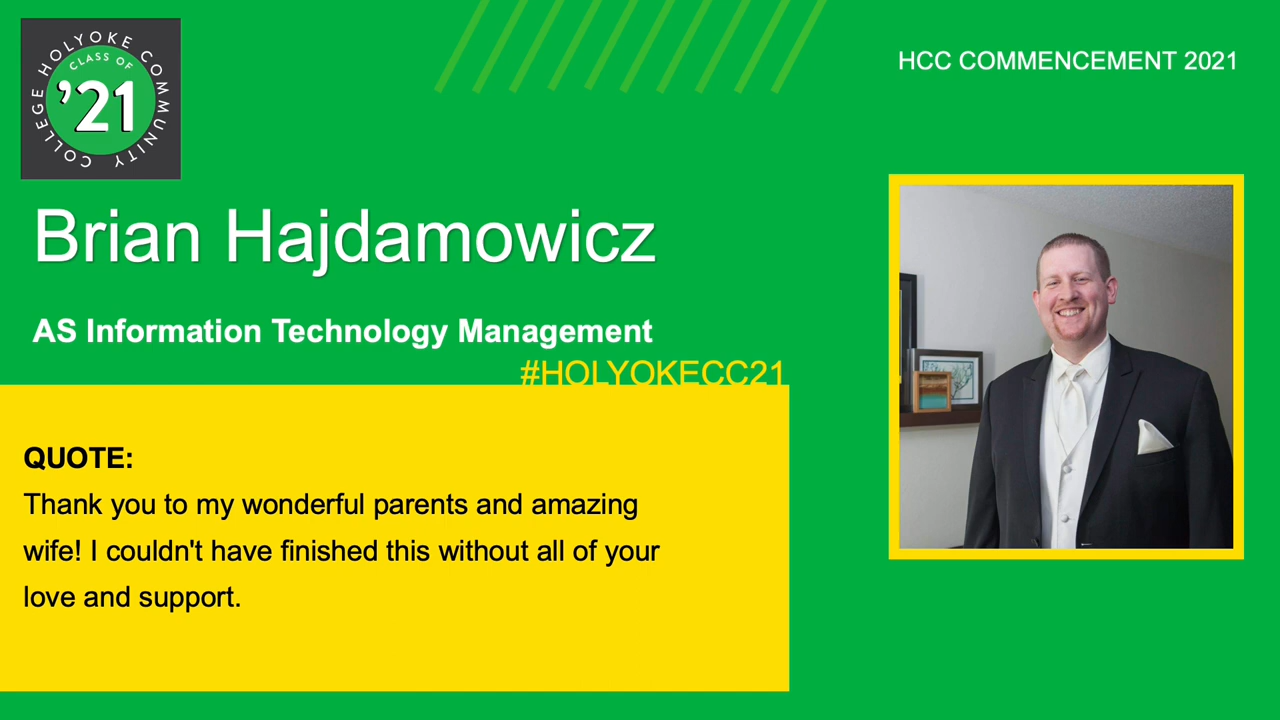 HOLYOKE COMMUNITY COLLEGE
CLASS OF
'21
HCC COMMENCEMENT 2021
Brian Hajdamowicz
AS Information Technology Management
#HOLYOKECC21
QUOTE:
Thank you to my wonderful parents and amazing
wife! I couldn't have finished this without all of your
love and support.